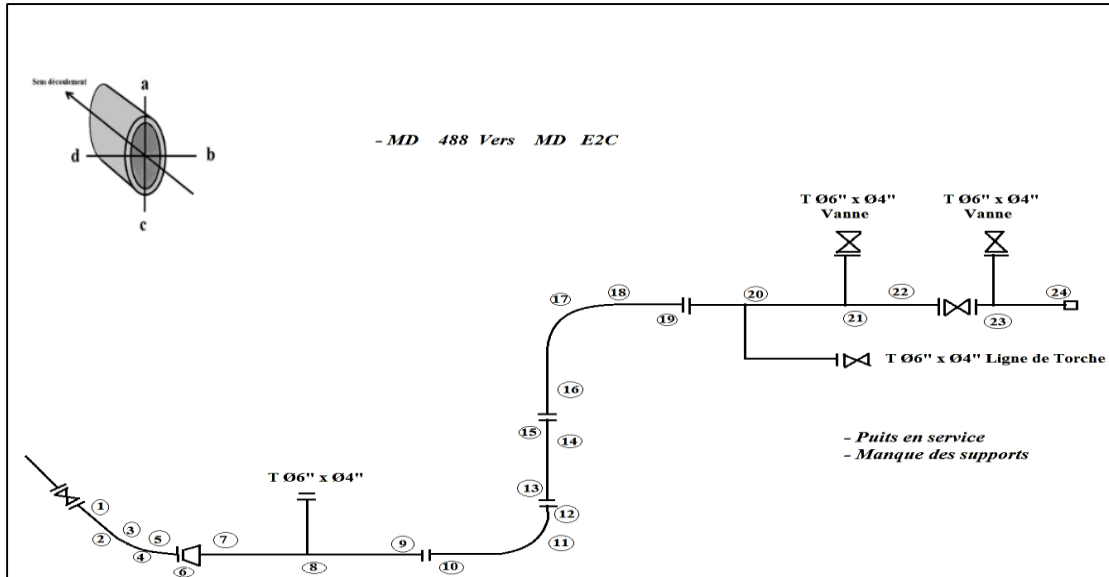 Sens découlement
a
d
b
c
- MD 488 Vers MD E2C
T Ø6" x Ø4"
Vanne
T Ø6" x Ø4"
Vanne
17
18
19
20
21
22
23
24
T Ø6" x Ø4" Ligne de Torche
16
15
14
- Puits en service
- Manque des supports
T Ø6" x Ø4"
13
12
11
1
2
3
4
5
6
7
8
9
10